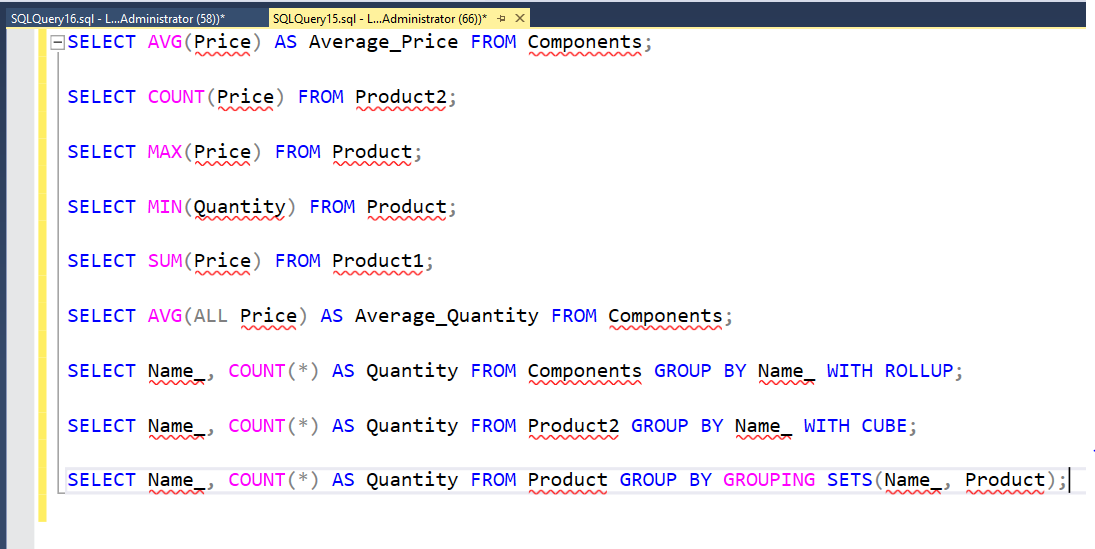 SQLQuery16.sql - L...Administrator (58))* SQLQuery15.sql - L...Administrator (66))*
SELECT AVG(Price) AS Average_Price FROM Components;
SELECT COUNT(Price) FROM Product2;
SELECT MAX(Price) FROM Product;
SELECT MIN(Quantity) FROM Product;
SELECT SUM(Price) FROM Product1;
SELECT AVG(ALL Price) AS Average_Quantity FROM Components;
SELECT Name_, COUNT(*) AS Quantity FROM Components GROUP BY Name_ WITH ROLLUP;
SELECT Name_, COUNT(*) AS Quantity FROM Product2 GROUP BY Name_ WITH CUBE;
SELECT Name_, COUNT(*) AS Quantity FROM Product GROUP BY GROUPING SETS(Name_, Product);